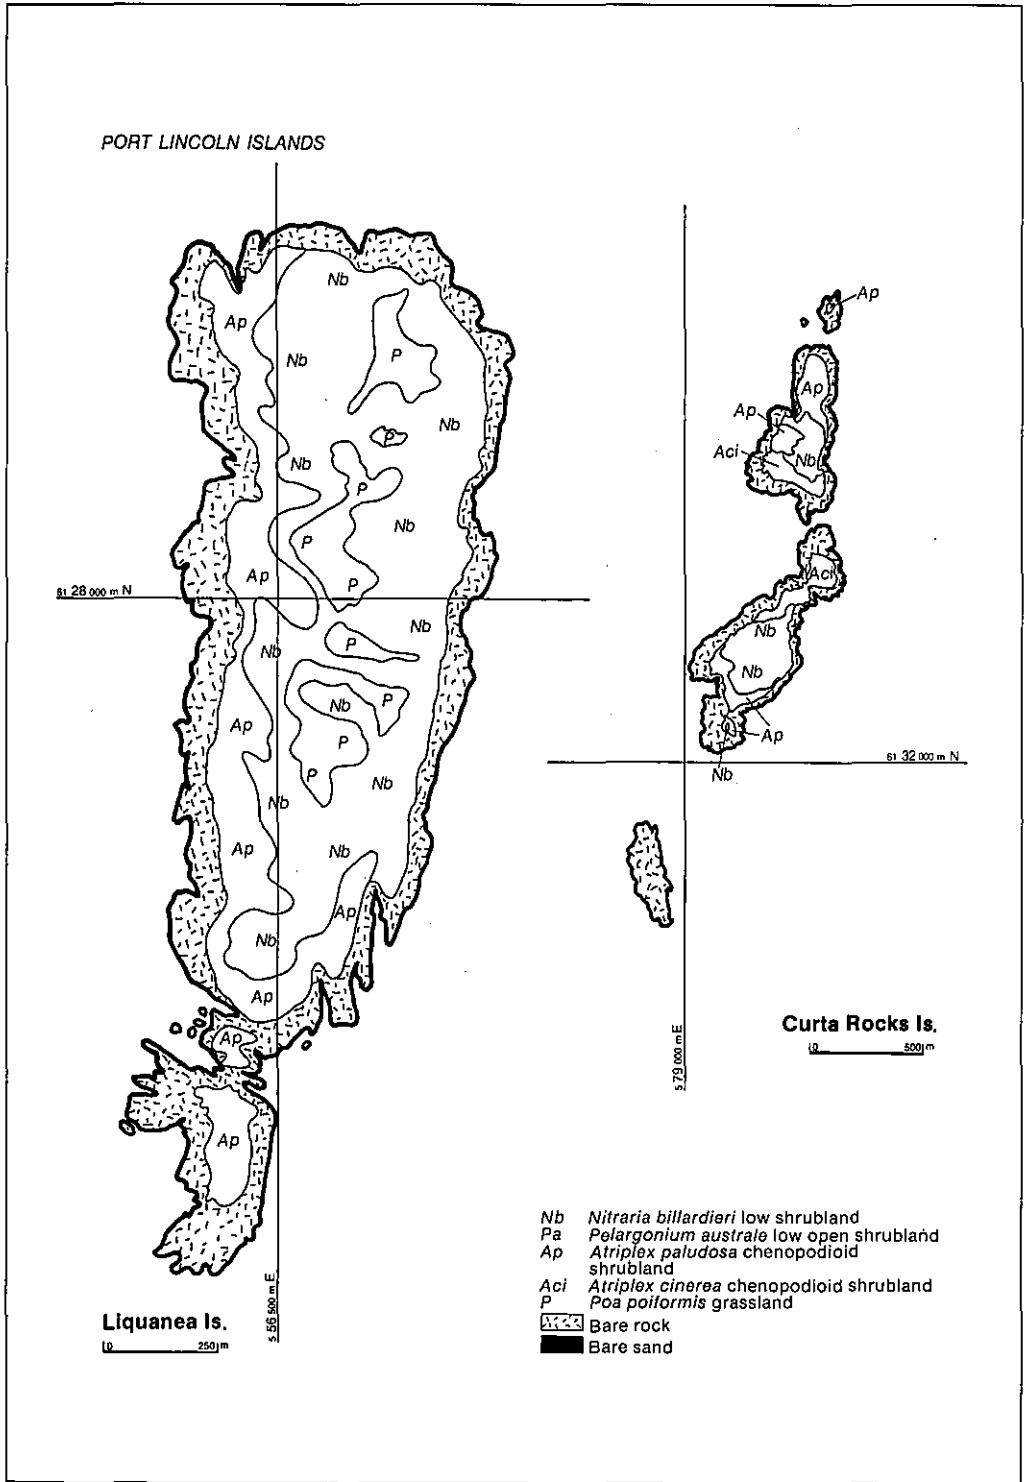 PORT LINCOLN ISLANDS
Nb
Ap
Ap
Nb
P
Ap
Nb
P
Ap
Nb
Aci
Nb
P
Nb
P
Aci
Ap
P
61 28 000 m N
Nb
Nb
Nb
P
Nb
Nb
P
Ap
P
Ap
61 32 000 m N
P
Nb
Nb
Nb
Ap
Nb
Ap
Nb
Ap
Ap
Curta Rocks Is.
0 500 m
5 79 000 m E
Ap
Nb Nitraria billardieri low shrubland
Pa Pelargonium australe low open shrubland
Ap Atriplex paludosa chenopodioid
shrubland
Aci Atriplex cinerea chenopodioid shrubland
P Poa poiformis grassland
Bare rock
Bare sand
5 56 500 m E
Liquanea Is.
0 250 m